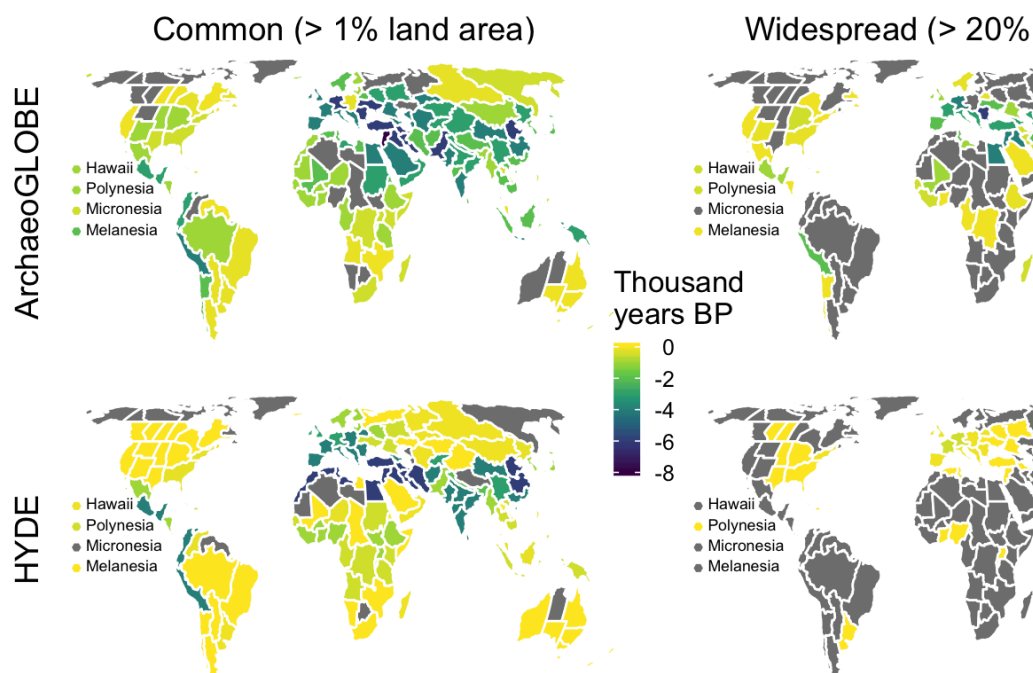 Common (> 1% land area)
Widespread (> 20%
ArchaeoGLOBE
Hawaii
Polynesia
Micronesia
Melanesia
Hawaii
Polynesia
Micronesia
Melanesia
Thousand
years BP
0
-2
-4
-6
-8
HYDE
Hawaii
Polynesia
Micronesia
Melanesia
Hawaii
Polynesia
Micronesia
Melanesia